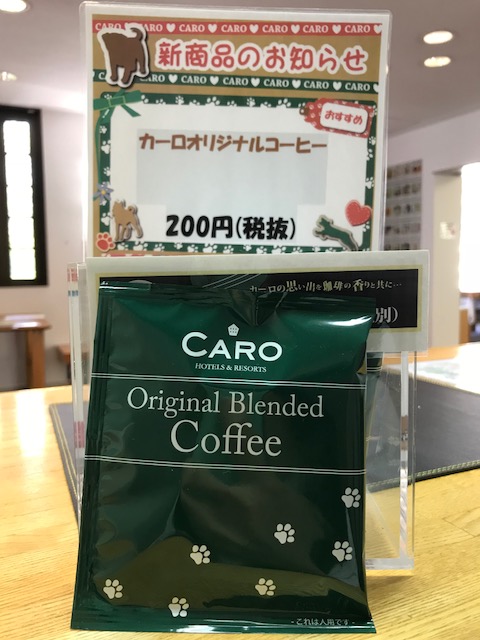 CARO ♥ CARO ♥ CARO ♥ CARO ♥ CARO ♥ CARO
新商品のお知らせ
CARO ♥ CARO ♥ CARO ♥ CARO ♥ CARO
おすすめ
カーロオリジナルコーヒー
200円(税抜)
カーロの思い出を珈琲の香りと共に…
別)
CARO
HOTELS & RESORTS
Original Blended
Coffee
- これは人用です -